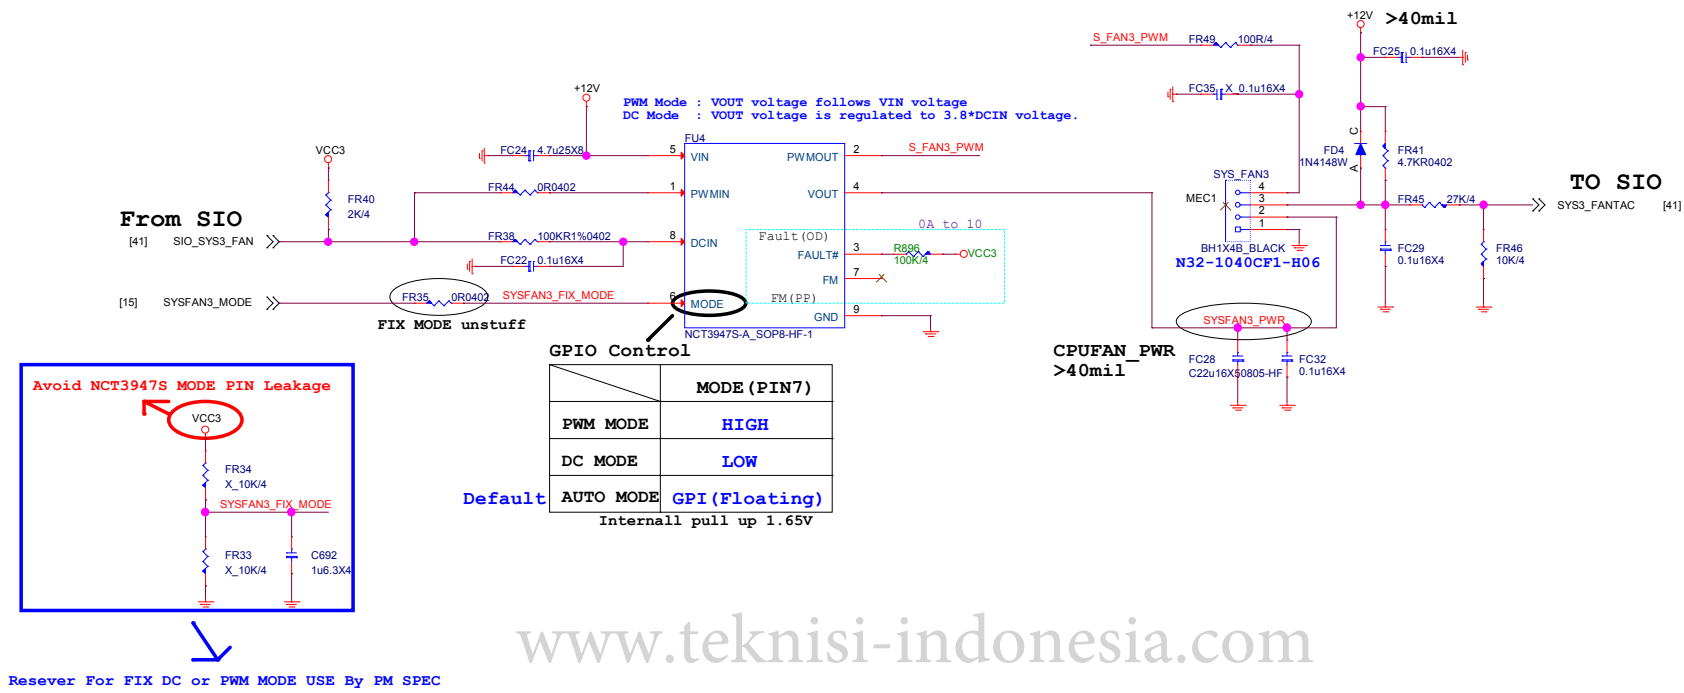 +12V >40mil
S_FAN3_PWM FR49 100R/4
FC25 0.1u16X4
+12V
FC35 X_0.1u16X4
PWM Mode : VOUT voltage follows VIN voltage
DC Mode : VOUT voltage is regulated to 3.8*DCIN voltage.
FU4
VCC3
FC24 4.7u25X8 5 VIN PWMOUT 2 S_FAN3_PWM
C
FD4
1N4148W
A
FR41
4.7KR0402
FR40
2K/4
FR44 0R0402 1 PWMIN VOUT 4
SYS_FAN3
MEC1
4
3
2
1
TO SIO
FR45 27K/4 SYS3_FANTAC [41]
From SIO
[41] SIO_SYS3_FAN
FR38 100KR1%0402 8 DCIN
0A to 10
Fault(OD)
FAULT# 3 R896
100K/4
VCC3
FC22 0.1u16X4
BH1X4B_BLACK
N32-1040CF1-H06
FC29
0.1u16X4
FR46
10K/4
FM 7
[15] SYSFAN3_MODE
FR35 0R0402 SYSFAN3_FIX_MODE 6 MODE
FM(PP)
GND 9
FIX MODE unstuff
NCT3947S-A_SOP8-HF-1
SYSFAN3_PWR
GPIO Control
CPUFAN_PWR
>40mil
FC28
C22u16X50805-HF
FC32
0.1u16X4
MODE(PIN7)
PWM MODE HIGH
DC MODE LOW
Default AUTO MODE GPI(Floating)
Internall pull up 1.65V
Avoid NCT3947S MODE PIN Leakage
VCC3
FR34
X_10K/4
SYSFAN3_FIX_MODE
FR33
X_10K/4
C692
1u6.3X4
www.teknisi-indonesia.com
Resever For FIX DC or PWM MODE USE By PM SPEC